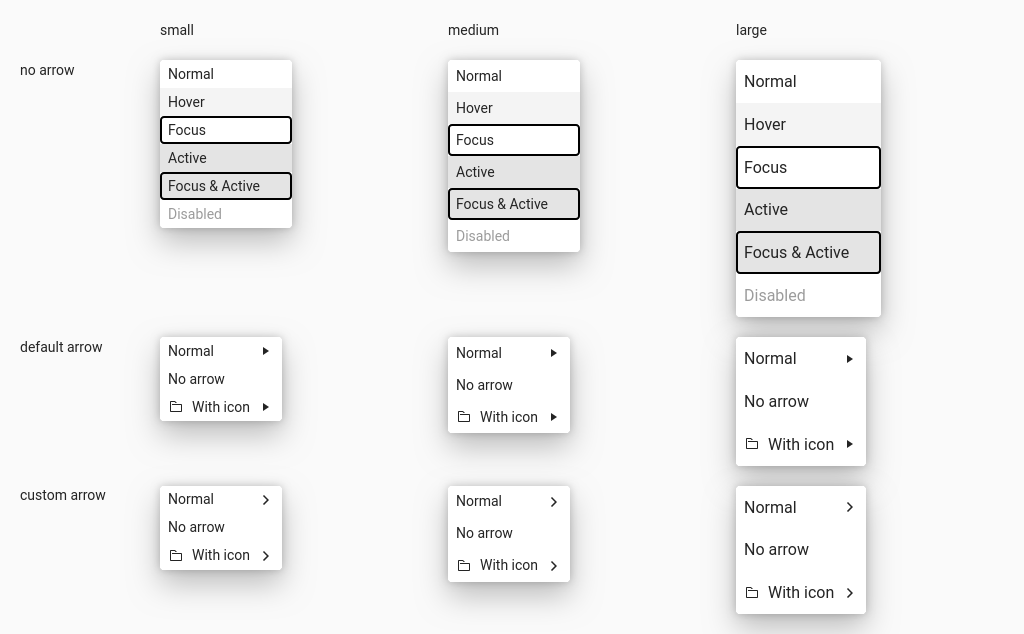 small medium large
no arrow
Normal
Hover
Focus
Active
Focus & Active
Disabled
Normal
Hover
Focus
Active
Focus & Active
Disabled
Normal
Hover
Focus
Active
Focus & Active
Disabled
default arrow
Normal
No arrow
With icon
Normal
No arrow
With icon
Normal
No arrow
With icon
custom arrow
Normal
No arrow
With icon
Normal
No arrow
With icon
Normal
No arrow
With icon